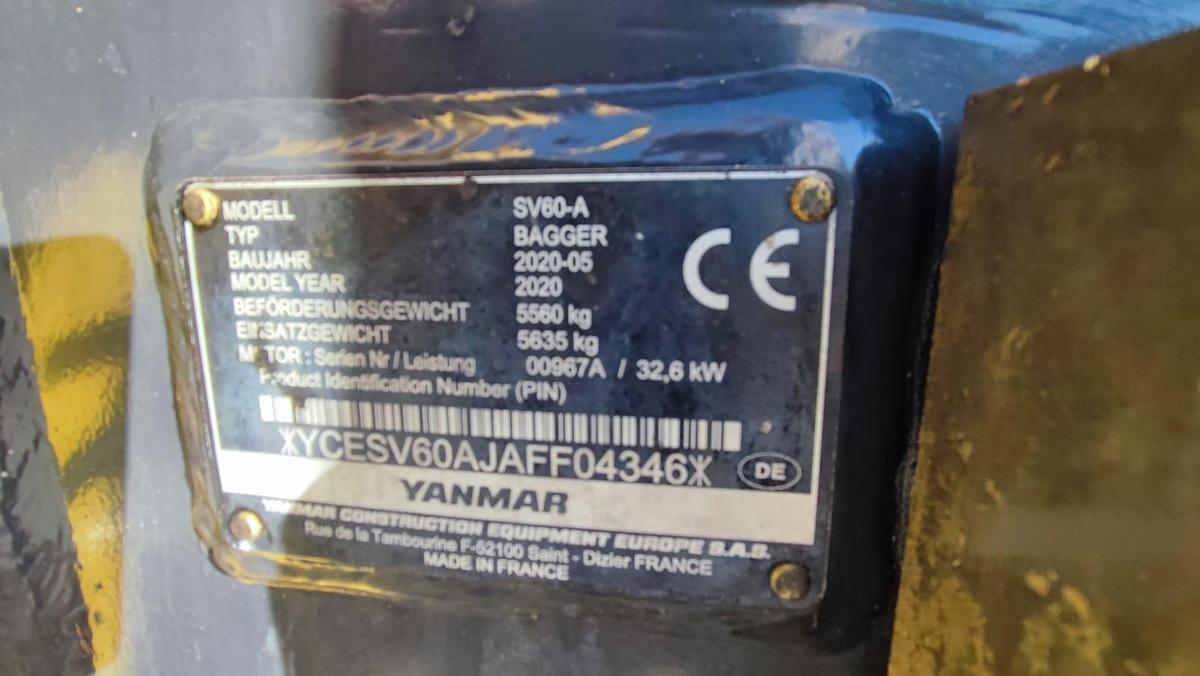 MODELL SV60-A
TYP BAGGER
BAUJAHR 2020-05
MODEL YEAR 2020
BEFÖRDERUNGSGEWICHT 5560 kg
EINSATZGEWICHT 5635 kg
MOTOR : Serien Nr / Leistung 00967A / 32,6 kW
Product Identification Number (PIN)
CE
YCESV60AJAFF04346
DE
YANMAR
YANMAR CONSTRUCTION EQUIPMENT EUROPE S.A.S.
Rue de la Tambourine F-52100 Saint - Dizier FRANCE
MADE IN FRANCE